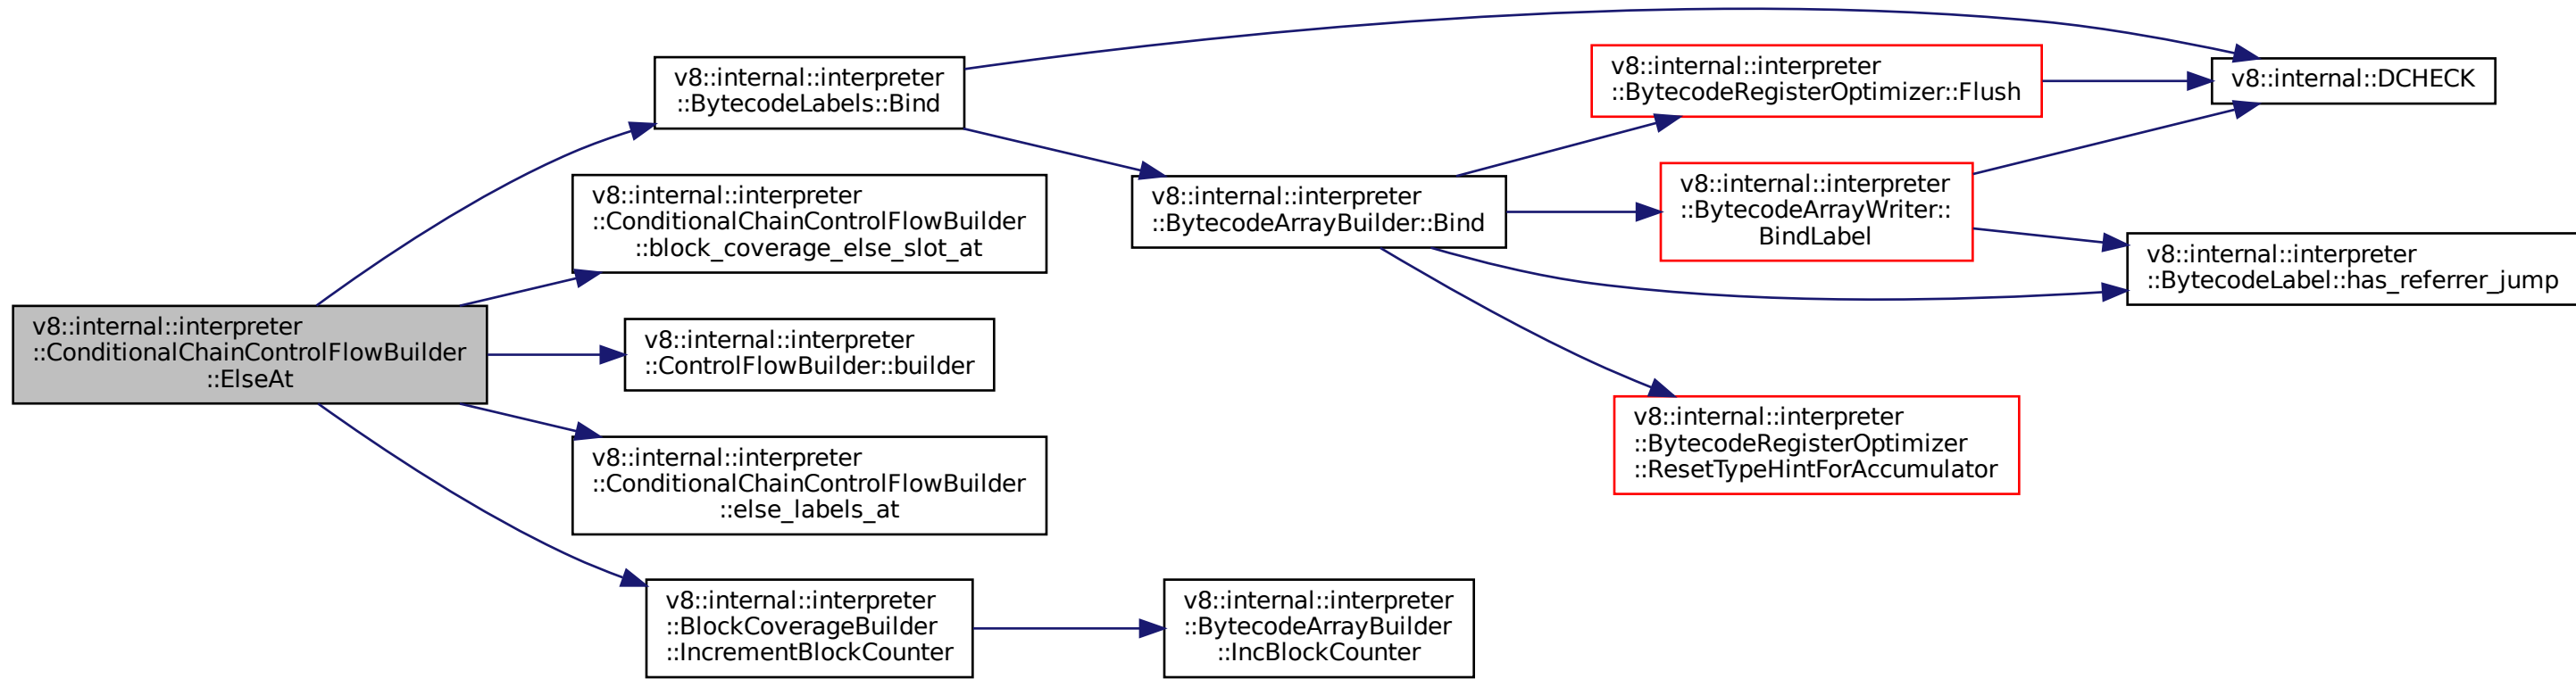 v8::internal::interpreter
::ConditionalChainControlFlowBuilder
::ElseAt
v8::internal::interpreter
::BytecodeLabels::Bind
v8::internal::interpreter
::ConditionalChainControlFlowBuilder
::block_coverage_else_slot_at
v8::internal::interpreter
::ControlFlowBuilder::builder
v8::internal::interpreter
::ConditionalChainControlFlowBuilder
::else_labels_at
v8::internal::interpreter
::BlockCoverageBuilder
::IncrementBlockCounter
v8::internal::interpreter
::BytecodeArrayBuilder::Bind
v8::internal::interpreter
::BytecodeArrayBuilder
::IncBlockCounter
v8::internal::interpreter
::BytecodeRegisterOptimizer::Flush
v8::internal::interpreter
::BytecodeArrayWriter::
BindLabel
v8::internal::interpreter
::BytecodeRegisterOptimizer
::ResetTypeHintForAccumulator
v8::internal::DCHECK
v8::internal::interpreter
::BytecodeLabel::has_referrer_jump